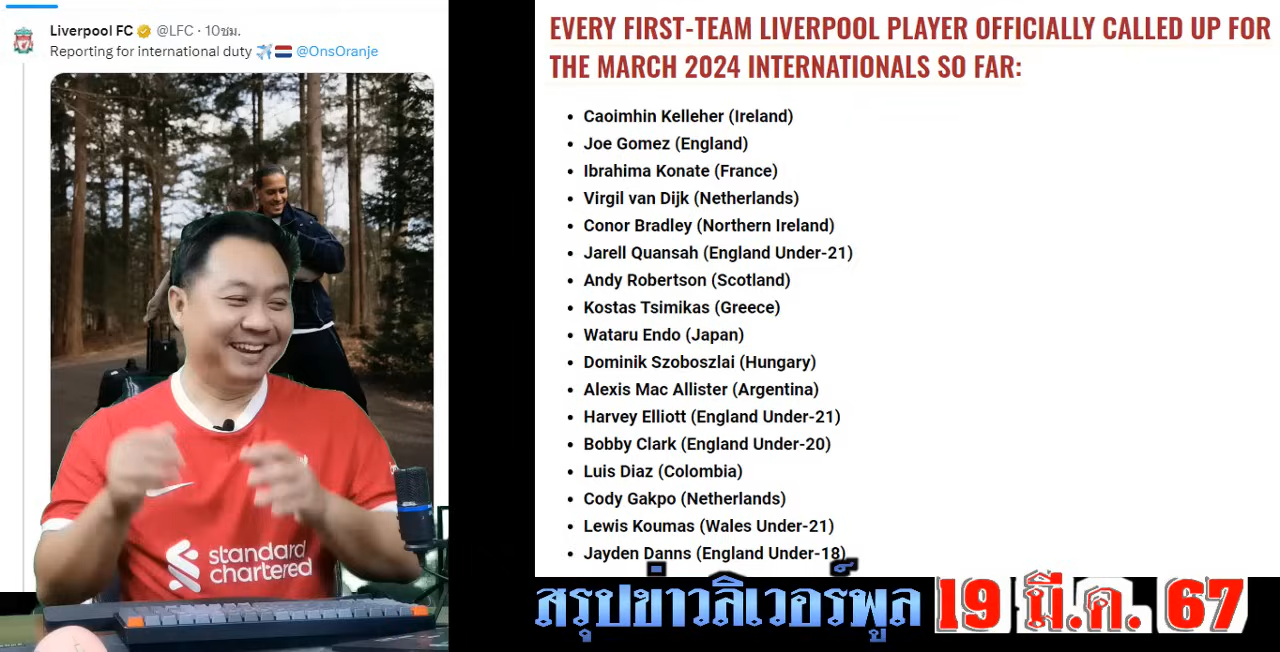 Liverpool FC @LFC · 10ชม.
Reporting for international duty @OnsOranje
standard
chartered
EVERY FIRST-TEAM LIVERPOOL PLAYER OFFICIALLY CALLED UP FOR
THE MARCH 2024 INTERNATIONALS SO FAR:
• Caoimhin Kelleher (Ireland)
• Joe Gomez (England)
• Ibrahima Konate (France)
• Virgil van Dijk (Netherlands)
• Conor Bradley (Northern Ireland)
• Jarell Quansah (England Under-21)
• Andy Robertson (Scotland)
• Kostas Tsimikas (Greece)
• Wataru Endo (Japan)
• Dominik Szoboszlai (Hungary)
• Alexis Mac Allister (Argentina)
• Harvey Elliott (England Under-21)
• Bobby Clark (England Under-20)
• Luis Diaz (Colombia)
• Cody Gakpo (Netherlands)
• Lewis Koumas (Wales Under-21)
• Jayden Danns (England Under-18)
สรุปข่าวลิเวอร์พูล 19 มี.ค. 67